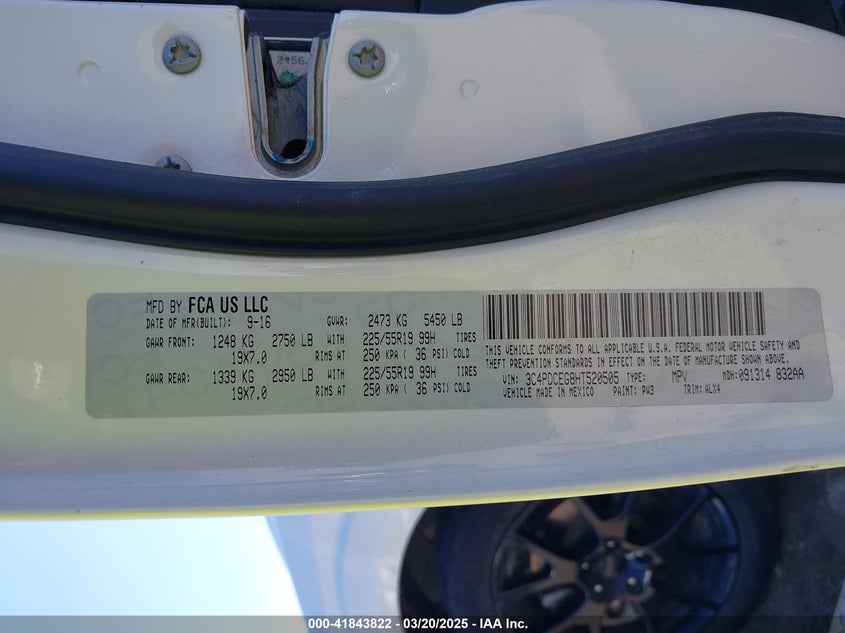 2456
MFD BY FCA US LLC
DATE OF MFR(BUILT): 9-16 GVWR: 2473 KG 5450 LB
GAWR FRONT: 1248 KG 2750 LB WITH 225/55R19 99H TIRES
19X7.0 RIMS AT 250 KPA ( 36 PSI) COLD
GAWR REAR: 1339 KG 2950 LB WITH 225/55R19 99H TIRES
19X7.0 RIMS AT 250 KPA ( 36 PSI) COLD
THIS VEHICLE CONFORMS TO ALL APPLICABLE U.S.A. FEDERAL MOTOR VEHICLE SAFETY AND
THEFT PREVENTION STANDARDS IN EFFECT ON THE DATE OF MANUFACTURE SHOWN ABOVE.
VIN: 3C4PDCEG8HT520505 TYPE: MPV MDH: 091314 832AA
VEHICLE MADE IN MEXICO PAINT: PW3 TRIM: ALX4
000-41843822 - 03/20/2025 - IAA Inc.